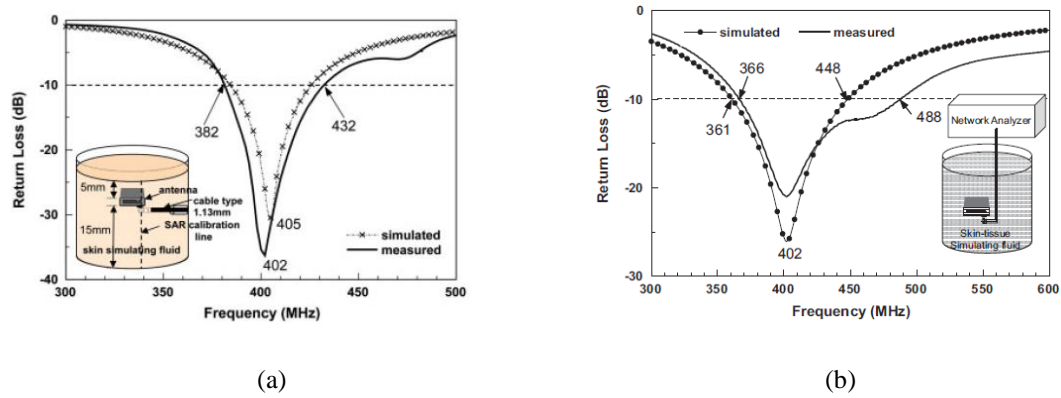 0
-10
-20
-30
-40
Return Loss (dB)
382
432
405
402
5mm
15mm
antenna
cable type
1.13mm
SAR calibration
line
skin simulating fluid
simulated
measured
300
350
400
450
500
Frequency (MHz)
(a)
0
-10
-20
-30
Return Loss (dB)
simulated
measured
366
448
361
488
402
Network Analyzer
Skin-tissue
Simulating fluid
300
350
400
450
500
550
600
Frequency (MHz)
(b)